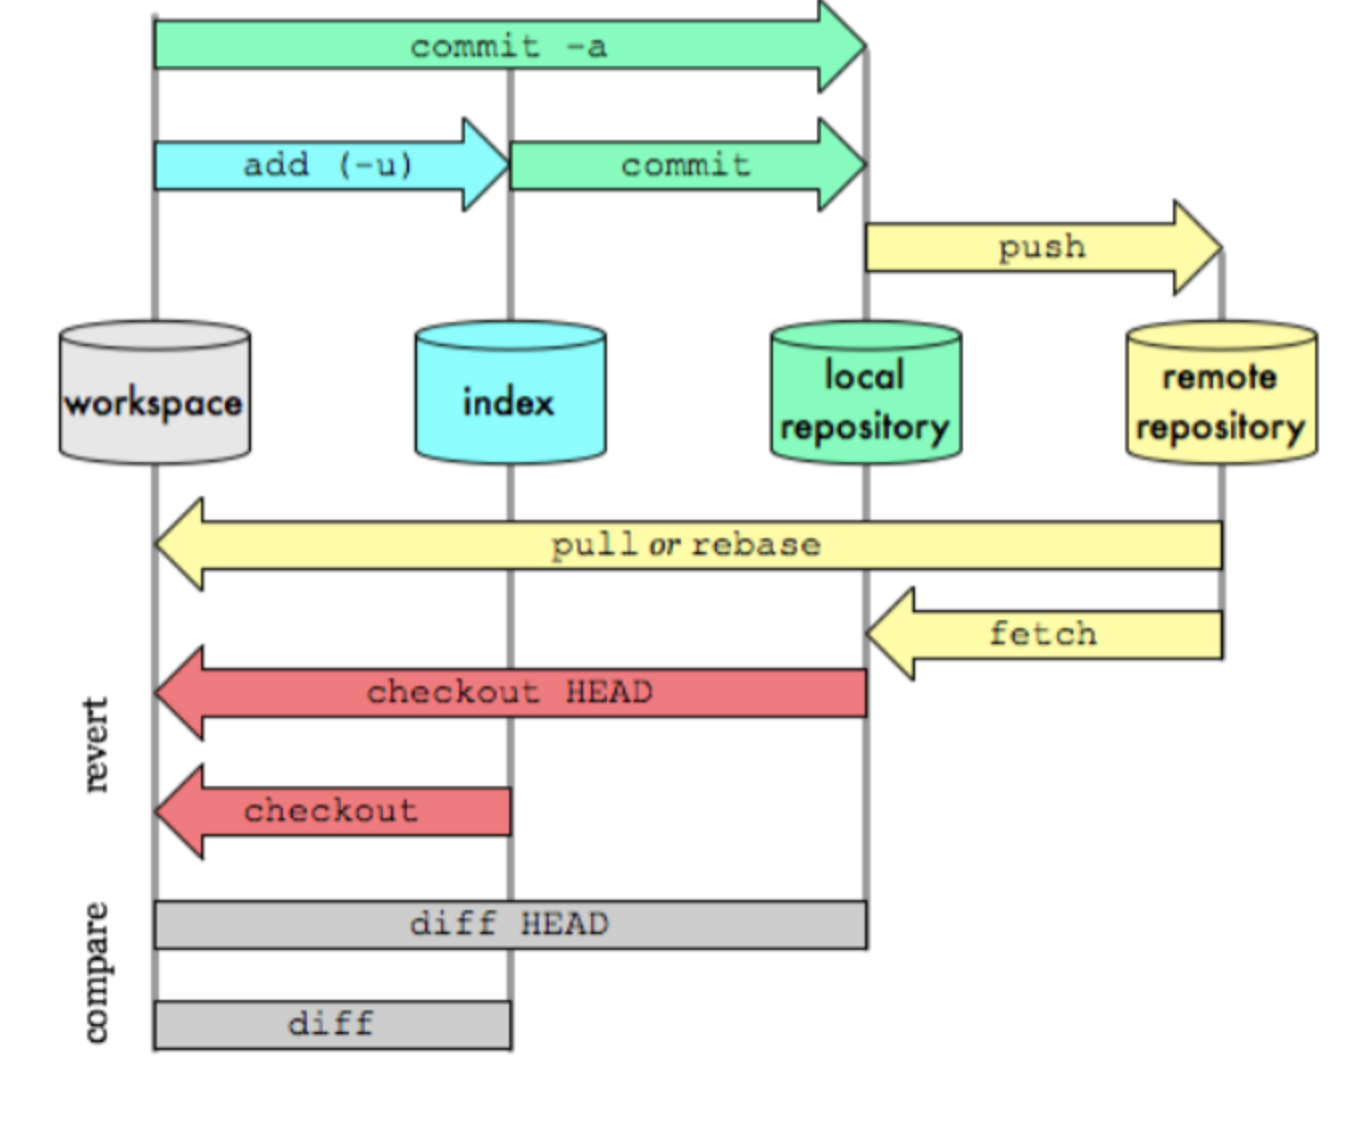 commit -a
add (-u)
commit
push
workspace
index
local
repository
remote
repository
pull or rebase
fetch
revert
checkout HEAD
checkout
compare
diff HEAD
diff